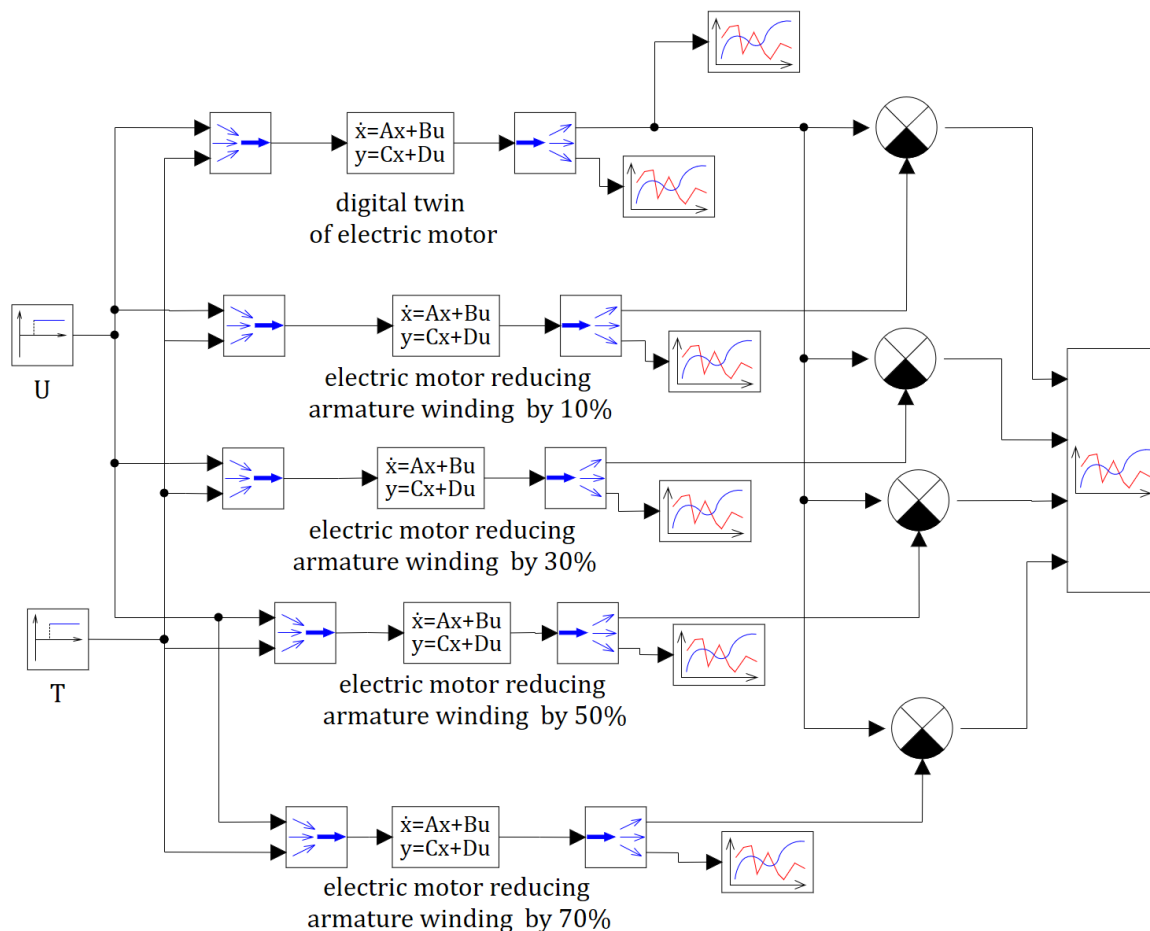 ẋ=Ax+Bu
y=Cx+Du
digital twin
of electric motor
U
ẋ=Ax+Bu
y=Cx+Du
electric motor reducing
armature winding by 10%
ẋ=Ax+Bu
y=Cx+Du
electric motor reducing
armature winding by 30%
T
ẋ=Ax+Bu
y=Cx+Du
electric motor reducing
armature winding by 50%
ẋ=Ax+Bu
y=Cx+Du
electric motor reducing
armature winding by 70%